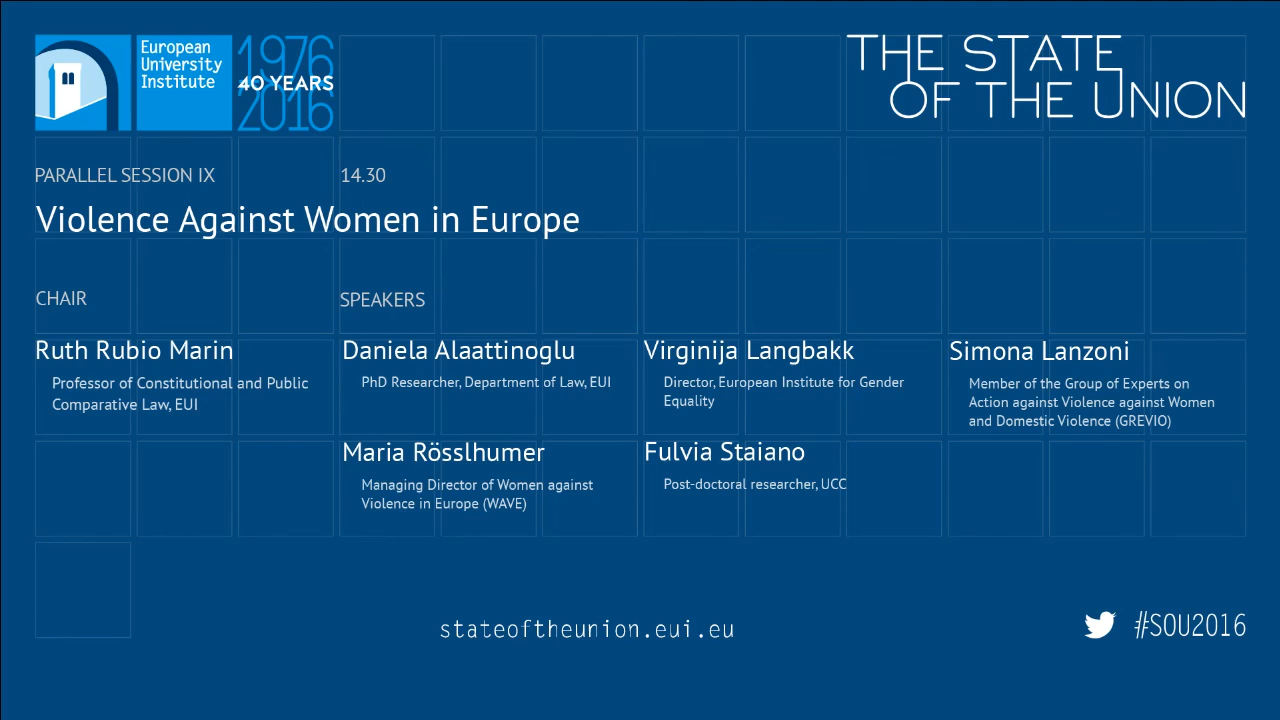 European
University
Institute
1976
40 YEARS
2016
THE STATE
OF THE UNION
PARALLEL SESSION IX
14.30
Violence Against Women in Europe
CHAIR
SPEAKERS
Ruth Rubio Marin
Professor of Constitutional and Public
Comparative Law, EUI
Daniela Alaattinoglu
PhD Researcher, Department of Law, EUI
Virginija Langbakk
Director, European Institute for Gender
Equality
Simona Lanzoni
Member of the Group of Experts on
Action against Violence against Women
and Domestic Violence (GREVIO)
Maria Rösslhumer
Managing Director of Women against
Violence in Europe (WAVE)
Fulvia Staiano
Post-doctoral researcher, UCC
stateoftheunion.eui.eu
#SOU2016